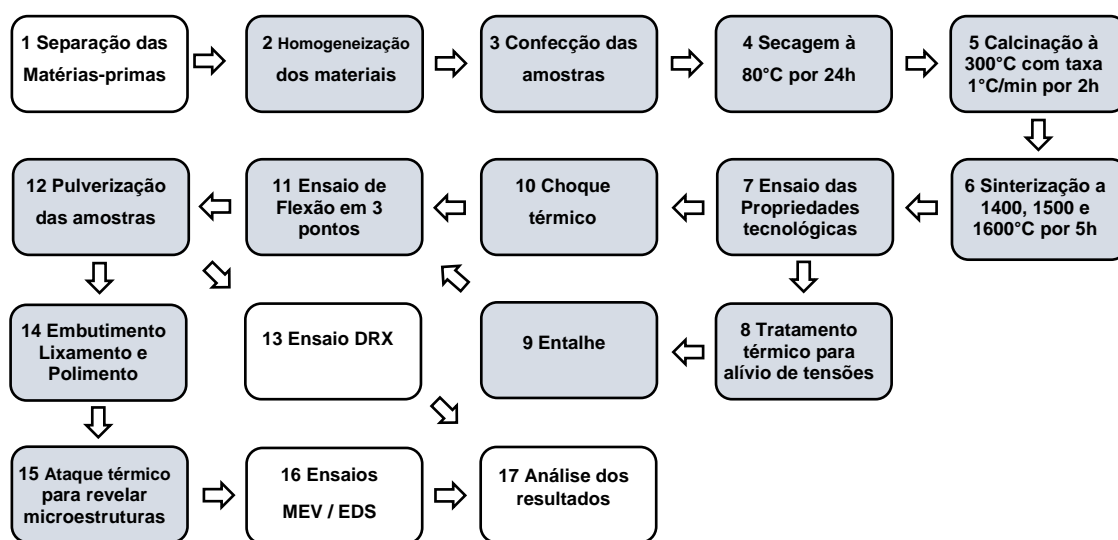 1 Separação das
Matérias-primas
2 Homogeneização
dos materiais
3 Confecção das
amostras
4 Secagem à
80°C por 24h
5 Calcinação à
300°C com taxa
1°C/min por 2h
6 Sinterização a
1400, 1500 e
1600°C por 5h
7 Ensaio das
Propriedades
tecnológicas
10 Choque
térmico
11 Ensaio de
Flexão em 3
pontos
12 Pulverização
das amostras
14 Embutimento
Lixamento e
Polimento
13 Ensaio DRX
9 Entalhe
8 Tratamento
térmico para
alívio de tensões
15 Ataque térmico
para revelar
microestruturas
16 Ensaios
MEV / EDS
17 Análise dos
resultados